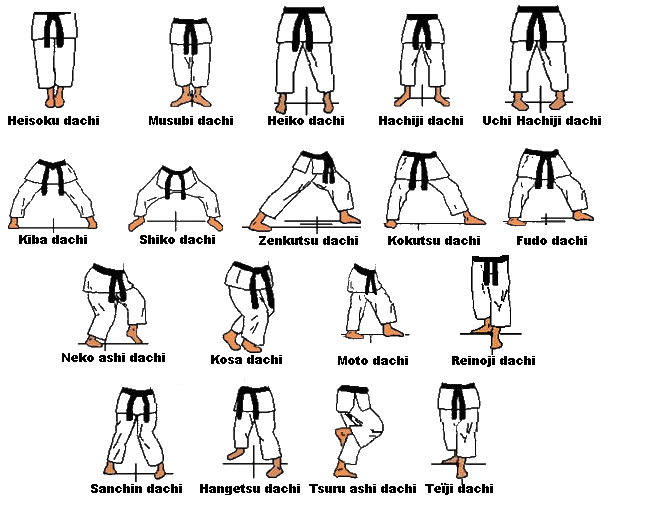 Heisoku dachi
Musubi dachi
Heiko dachi
Hachiji dachi
Uchi Hachiji dachi
Kiba dachi
Shiko dachi
Zenkutsu dachi
Kokutsu dachi
Fudo dachi
Neko ashi dachi
Kosa dachi
Moto dachi
Reinoji dachi
Sanchin dachi
Hangetsu dachi
Tsuru ashi dachi
Teïji dachi